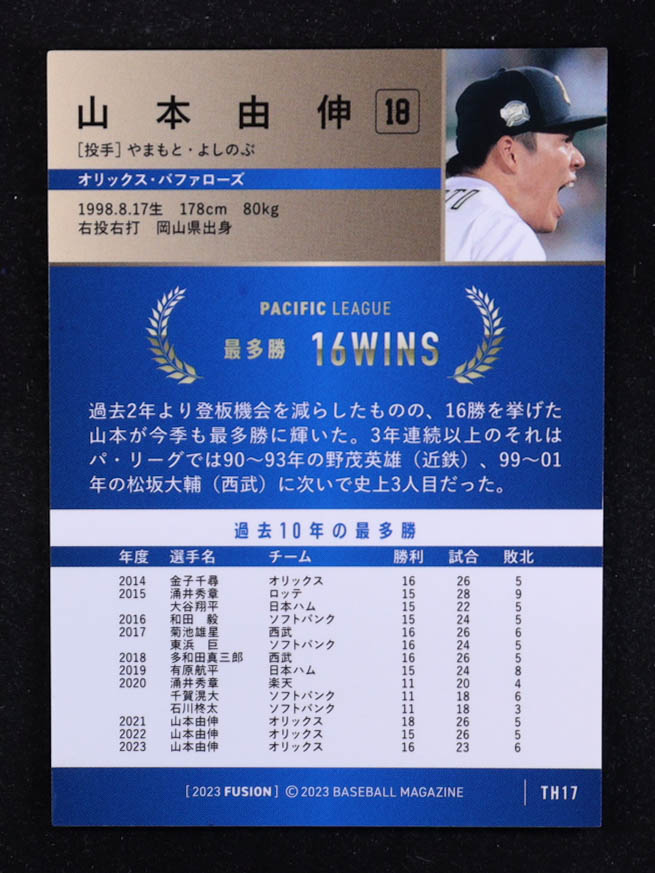 山本由伸 18
［投手］やまもと・よしのぶ
オリックス・バファローズ
1998.8.17生 178cm 80kg
右投右打 岡山県出身
PACIFIC LEAGUE
最多勝 16WINS
過去2年より登板機会を減らしたものの、16勝を挙げた
山本が今季も最多勝に輝いた。3年連続以上のそれは
パ・リーグでは90〜93年の野茂英雄（近鉄）、99〜01
年の松坂大輔（西武）に次いで史上3人目だった。
過去10年の最多勝
年度 選手名 チーム 勝利 試合 敗北
2014 金子千尋 オリックス 16 26 5
2015 涌井秀章 ロッテ 15 28 9
大谷翔平 日本ハム 15 22 5
2016 和田 毅 ソフトバンク 15 24 5
2017 菊池雄星 西武 16 26 6
東浜 巨 ソフトバンク 16 24 5
2018 多和田真三郎 西武 16 26 5
2019 有原航平 日本ハム 15 24 8
2020 涌井秀章 楽天 11 20 4
千賀滉大 ソフトバンク 11 18 6
石川柊太 ソフトバンク 11 18 3
2021 山本由伸 オリックス 18 26 5
2022 山本由伸 オリックス 15 26 5
2023 山本由伸 オリックス 16 23 6
[2023 FUSION] ©2023 BASEBALL MAGAZINE TH17